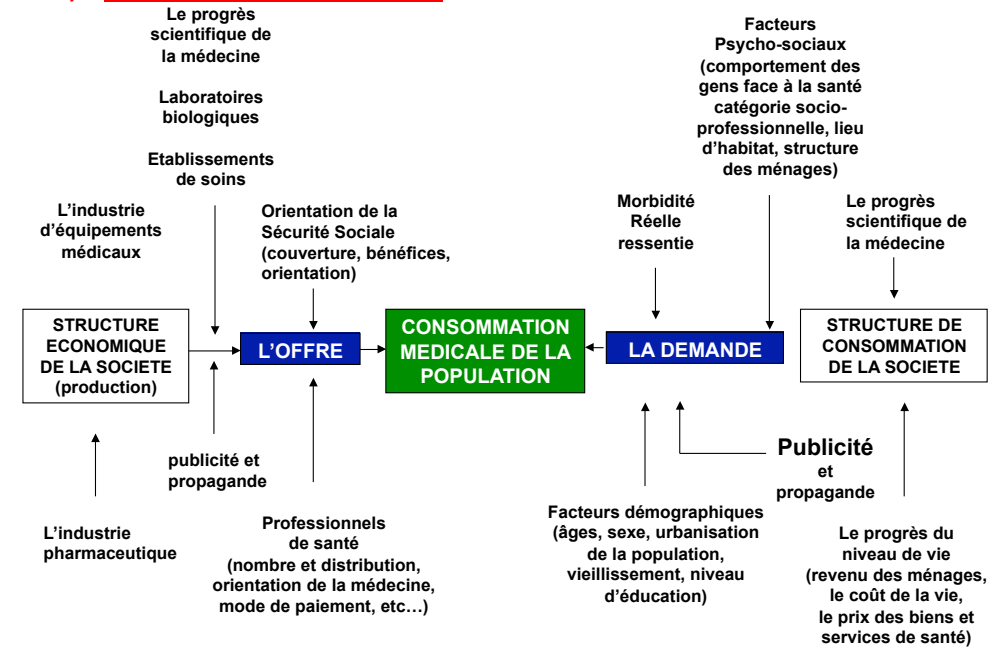 Le progrès
scientifique de
la médecine
Laboratoires
biologiques
Etablissements
de soins
L'industrie
d'équipements
médicaux
Orientation de la
Sécurité Sociale
(couverture, bénéfices,
orientation)
Facteurs
Psycho-sociaux
(comportement des
gens face à la santé
catégorie socio-
professionnelle, lieu
d'habitat, structure
des ménages)
Morbidité
Réelle
ressentie
Le progrès
scientifique de
la médecine
STRUCTURE
ECONOMIQUE
DE LA SOCIETE
(production)
L'OFFRE
CONSOMMATION
MEDICALE DE LA
POPULATION
LA DEMANDE
STRUCTURE DE
CONSOMMATION
DE LA SOCIETE
publicité et
propagande
Publicité
et
propagande
L'industrie
pharmaceutique
Professionnels
de santé
(nombre et distribution,
orientation de la médecine,
mode de paiement, etc…)
Facteurs démographiques
(âges, sexe, urbanisation
de la population,
vieillissement, niveau
d'éducation)
Le progrès du
niveau de vie
(revenu des ménages,
le coût de la vie,
le prix des biens et
services de santé)